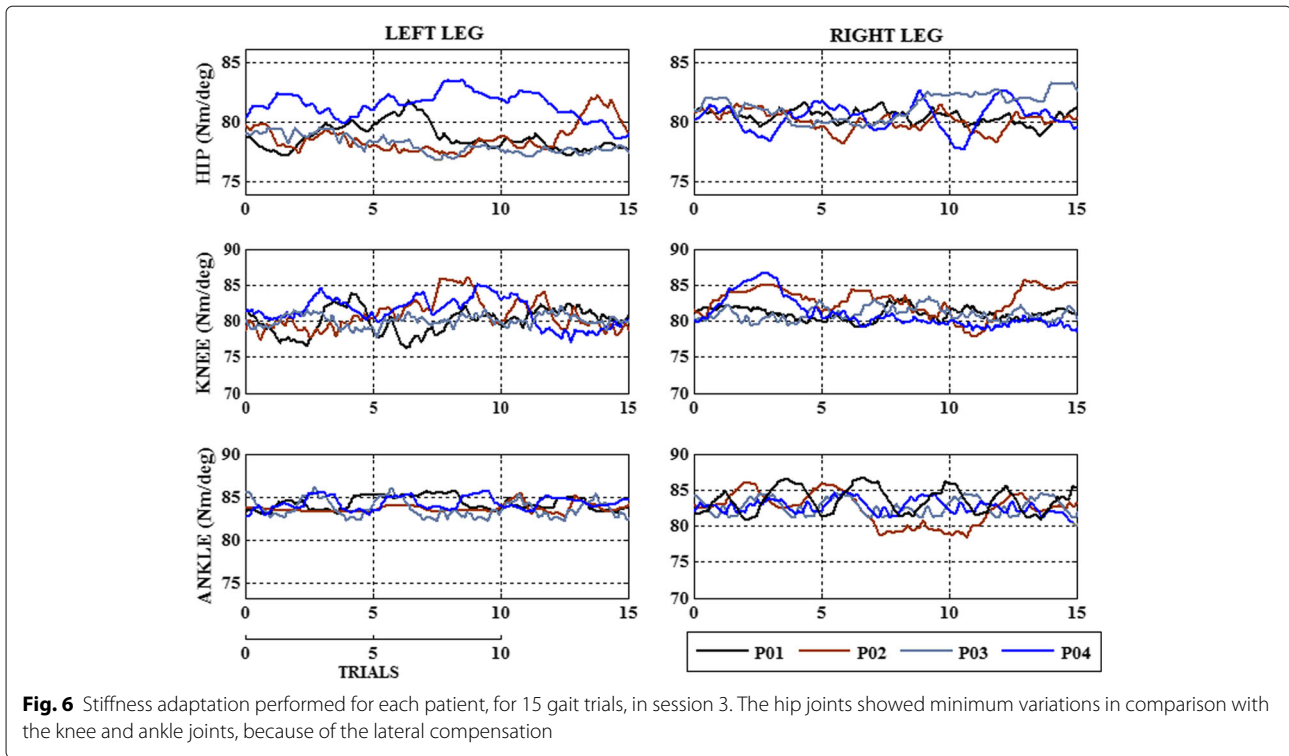 LEFT LEG
RIGHT LEG
HIP (Nm/deg)
85
80
75
0 5 10 15
85
80
75
0 5 10 15
KNEE (Nm/deg)
90
85
80
75
70
0 5 10 15
90
85
80
75
70
0 5 10 15
ANKLE (Nm/deg)
90
85
80
75
0 5 10 15
90
85
80
75
70
0 5 10 15
0 5 10
TRIALS
P01 P02 P03 P04
Fig. 6 Stiffness adaptation performed for each patient, for 15 gait trials, in session 3. The hip joints showed minimum variations in comparison with
the knee and ankle joints, because of the lateral compensation